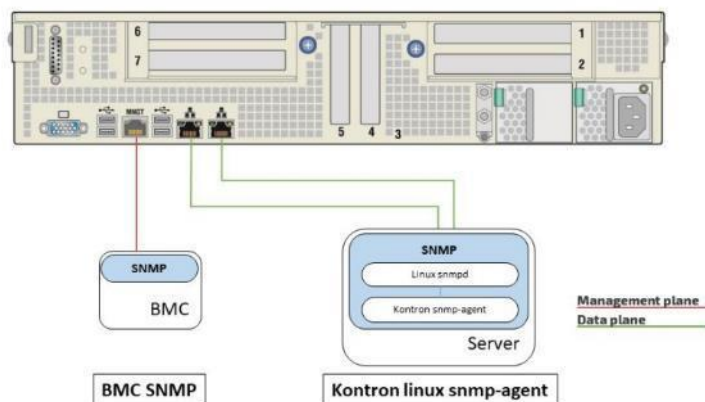 6
7
1
2
MNGT
5
4
3
SNMP
BMC
SNMP
Linux snmpd
Kontron snmp-agent
Server
Management plane
Data plane
BMC SNMP
Kontron linux snmp-agent